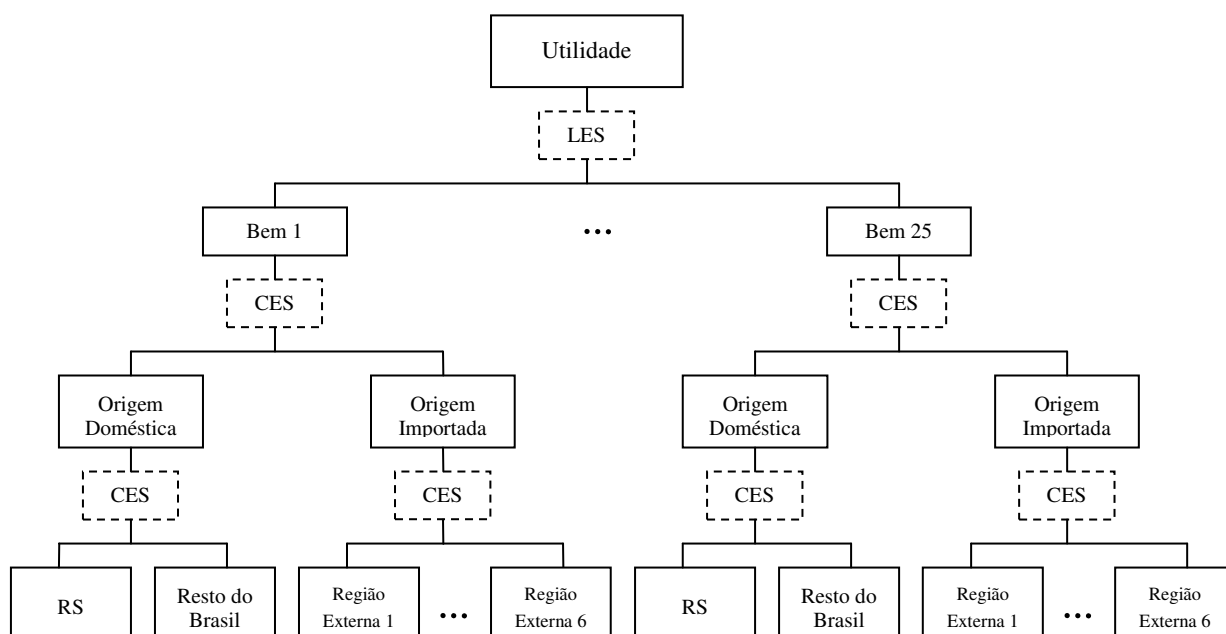 Utilidade
LES
Bem 1
...
Bem 25
CES
CES
Origem
Doméstica
Origem
Importada
Origem
Doméstica
Origem
Importada
CES
CES
CES
CES
RS
Resto do
Brasil
Região
Externa 1
...
Região
Externa 6
RS
Resto do
Brasil
Região
Externa 1
...
Região
Externa 6